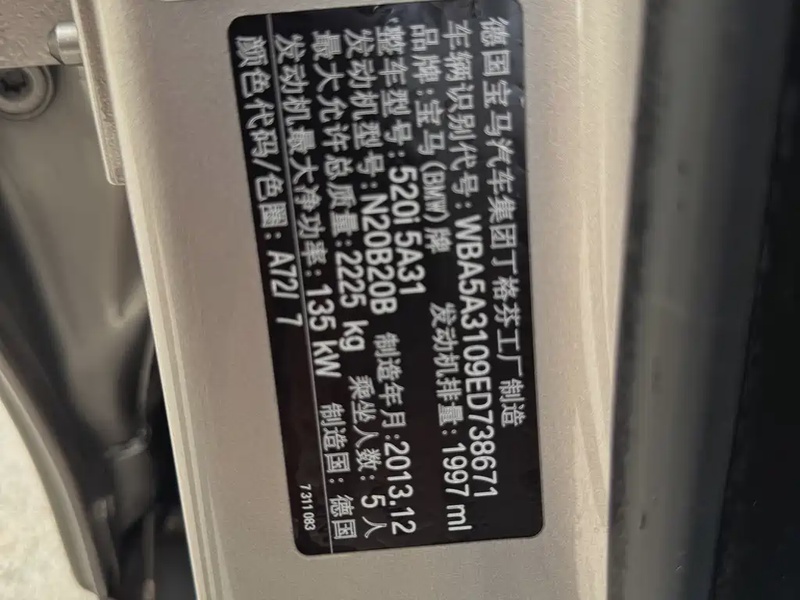 德国宝马汽车集团丁格芬工厂制造
车辆识别代号: WBA5A3109ED738671
品牌: 宝马(BMW)牌 发动机排量: 1997 ml
整车型号: 520i 5A31
发动机型号: N20B20B 制造年月: 2013.12
最大允许总质量: 2225 kg 乘坐人数: 5 人
发动机最大净功率: 135 kW 制造国: 德国
颜色代码/色圈: A72/ 7
7 311 083